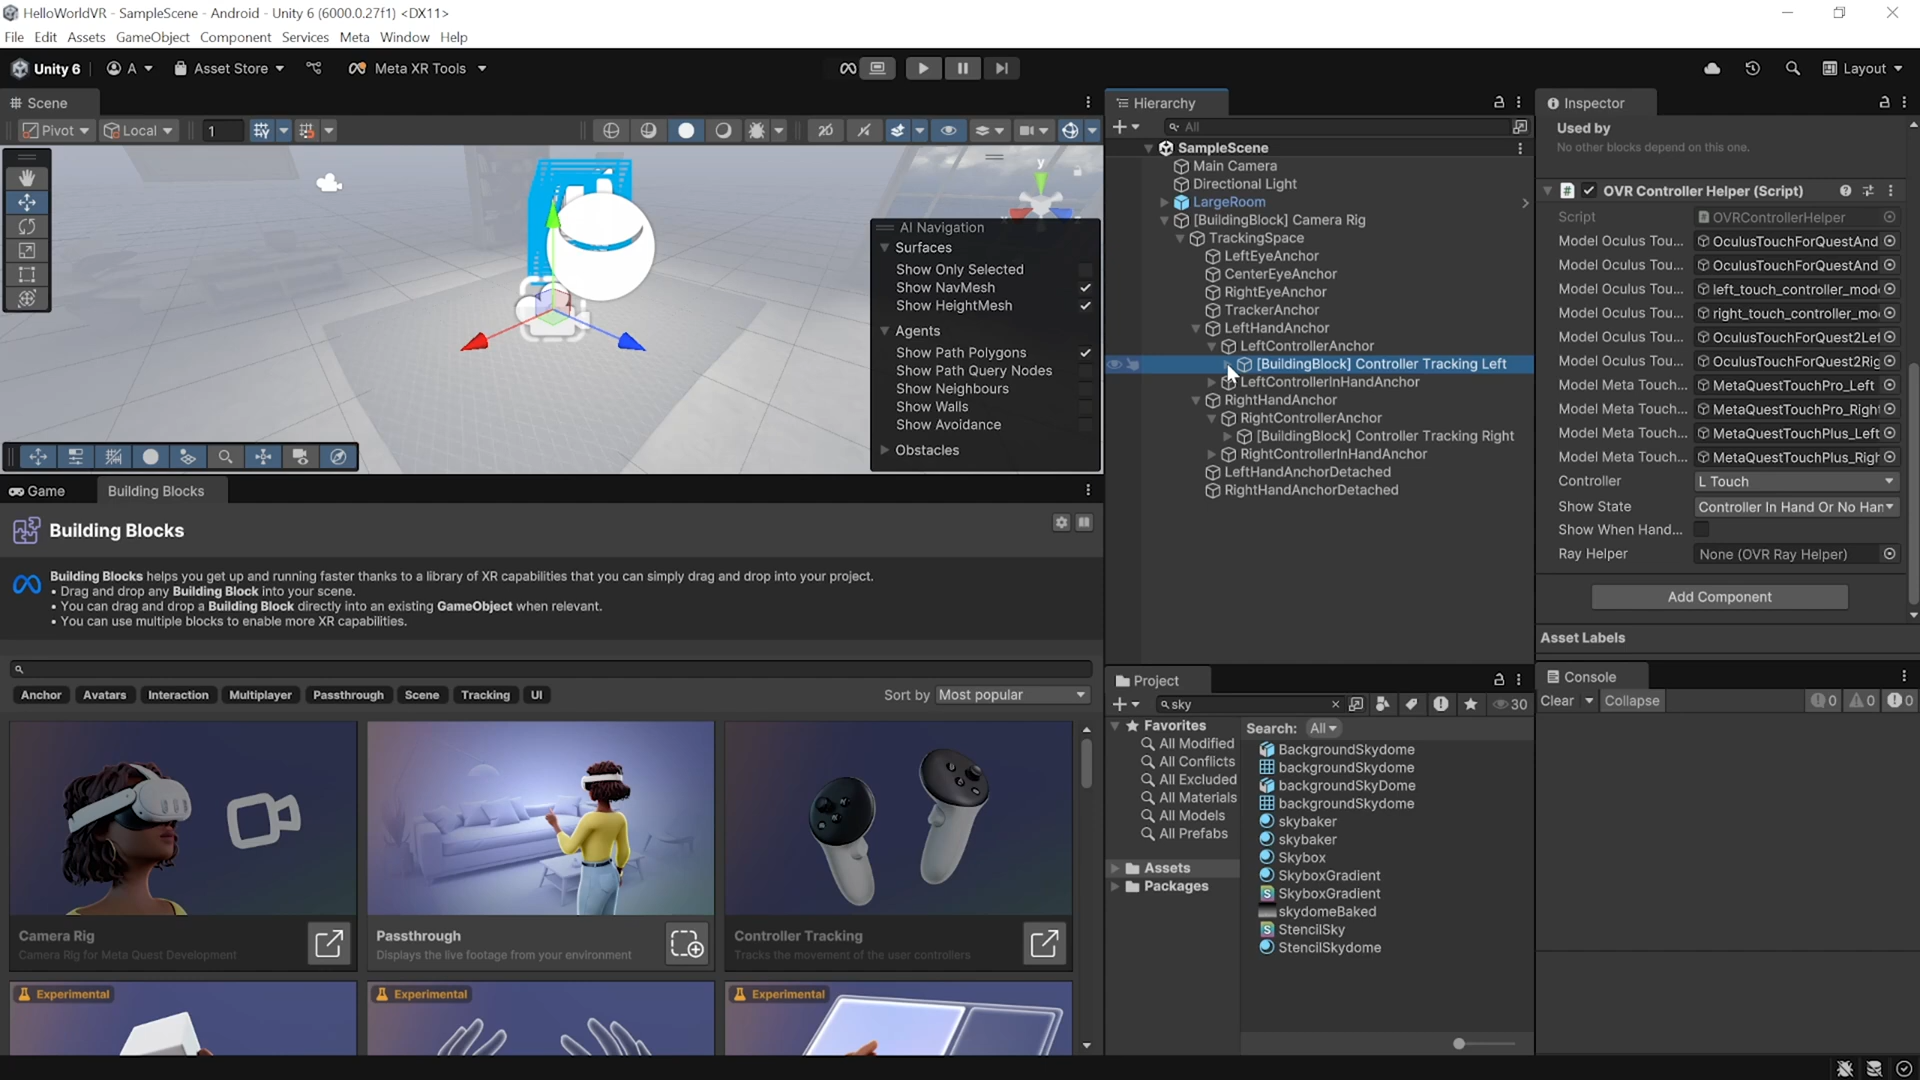 HelloWorldVR - SampleScene - Android - Unity 6 (6000.0.27f1) <DX11>
File Edit Assets GameObject Component Services Meta Window Help
Unity 6 A Asset Store Meta XR Tools Layout
Scene
Pivot Local 1
AI Navigation
Surfaces
Show Only Selected
Show NavMesh
Show HeightMesh
Agents
Show Path Polygons
Show Path Query Nodes
Show Neighbours
Show Walls
Show Avoidance
Obstacles
y
Game Building Blocks
Building Blocks
Building Blocks helps you get up and running faster thanks to a library of XR capabilities that you can simply drag and drop into your project.
• Drag and drop any Building Block into your scene.
• You can drag and drop a Building Block directly into an existing GameObject when relevant.
• You can use multiple blocks to enable more XR capabilities.
Anchor Avatars Interaction Multiplayer Passthrough Scene Tracking UI
Sort by Most popular
Camera Rig
Camera Rig for Meta Quest Development
Passthrough
Displays the live footage from your environment
Controller Tracking
Tracks the movement of the user controllers
Experimental
Experimental
Experimental
Hierarchy
All
SampleScene
Main Camera
Directional Light
LargeRoom
[BuildingBlock] Camera Rig
TrackingSpace
LeftEyeAnchor
CenterEyeAnchor
RightEyeAnchor
TrackerAnchor
LeftHandAnchor
LeftControllerAnchor
[BuildingBlock] Controller Tracking Left
LeftControllerInHandAnchor
RightHandAnchor
RightControllerAnchor
[BuildingBlock] Controller Tracking Right
RightControllerInHandAnchor
LeftHandAnchorDetached
RightHandAnchorDetached
Project
sky
30
Favorites
All Modified
All Conflicts
All Excluded
All Materials
All Models
All Prefabs
Assets
Packages
Search: All
BackgroundSkydome
backgroundSkydome
backgroundSkyDome
backgroundSkydome
skybaker
skybaker
Skybox
SkyboxGradient
SkyboxGradient
skydomeBaked
StencilSky
StencilSkydome
Inspector
Used by
No other blocks depend on this one.
OVR Controller Helper (Script)
Script OVRControllerHelper
Model Oculus Tou... OculusTouchForQuestAnd
Model Oculus Tou... OculusTouchForQuestAnd
Model Oculus Tou... left_touch_controller_mod
Model Oculus Tou... right_touch_controller_mo
Model Oculus Tou... OculusTouchForQuest2Lef
Model Oculus Tou... OculusTouchForQuest2Rig
Model Meta Touch... MetaQuestTouchPro_Left
Model Meta Touch... MetaQuestTouchPro_Right
Model Meta Touch... MetaQuestTouchPlus_Left
Model Meta Touch... MetaQuestTouchPlus_Righ
Controller L Touch
Show State Controller In Hand Or No Han
Show When Hand...
Ray Helper None (OVR Ray Helper)
Add Component
Asset Labels
Console
Clear Collapse 0 0 0